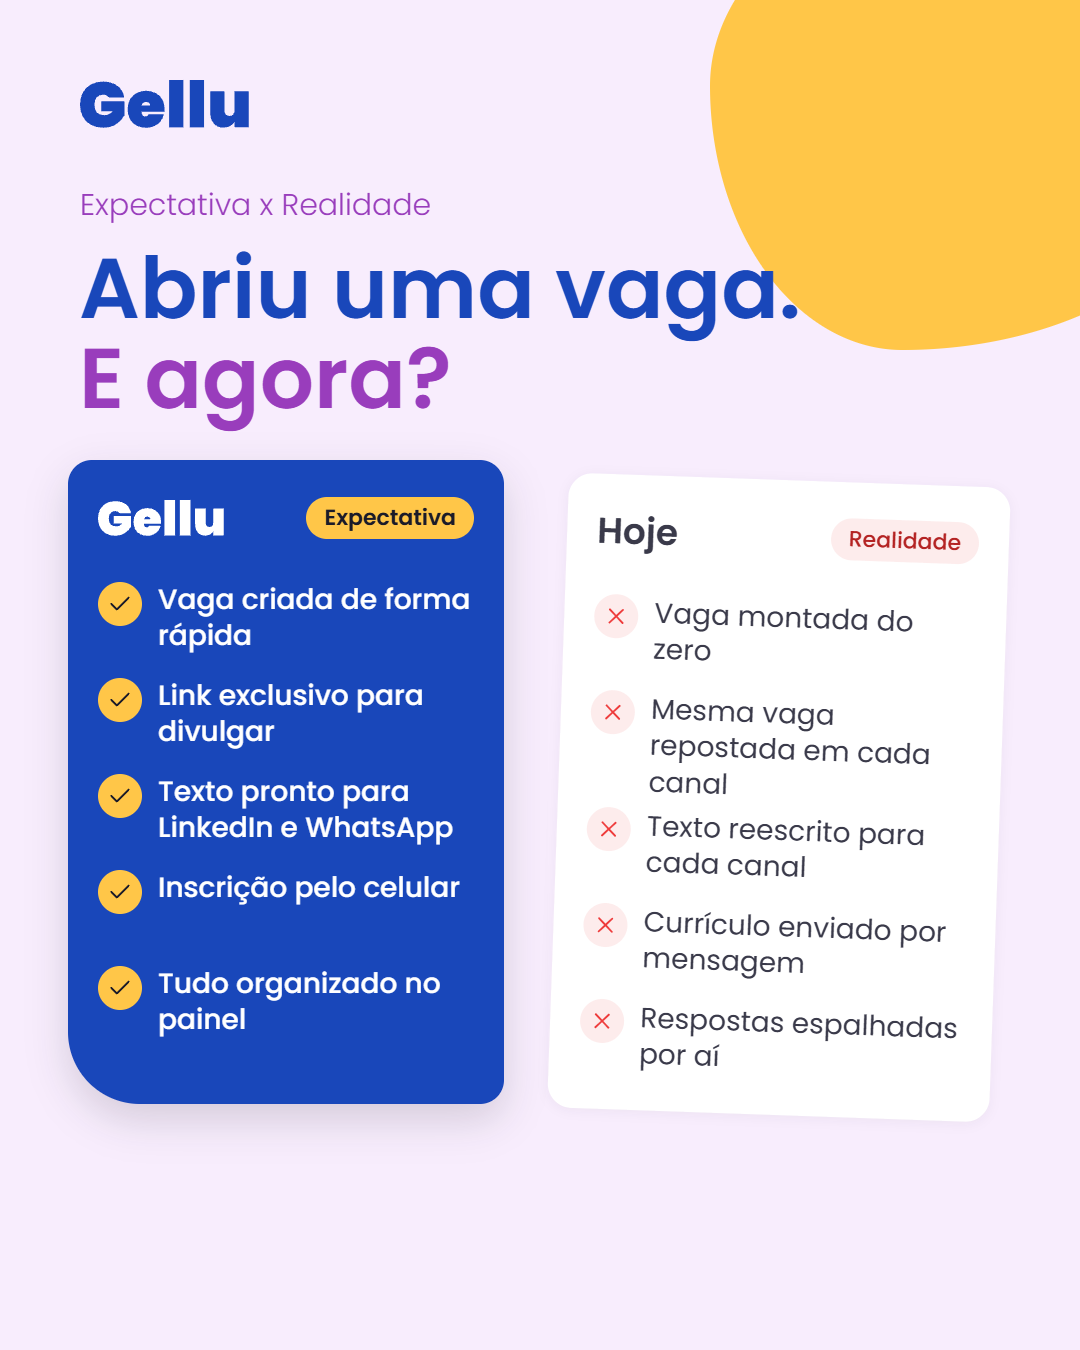 Gellu
Expectativa x Realidade
Abriu uma vaga.
E agora?
Gellu
Expectativa
Vaga criada de forma
rápida
Link exclusivo para
divulgar
Texto pronto para
LinkedIn e WhatsApp
Inscrição pelo celular
Tudo organizado no
painel
Hoje
Realidade
Vaga montada do
zero
Mesma vaga
repostada em cada
canal
Texto reescrito para
cada canal
Currículo enviado por
mensagem
Respostas espalhadas
por aí